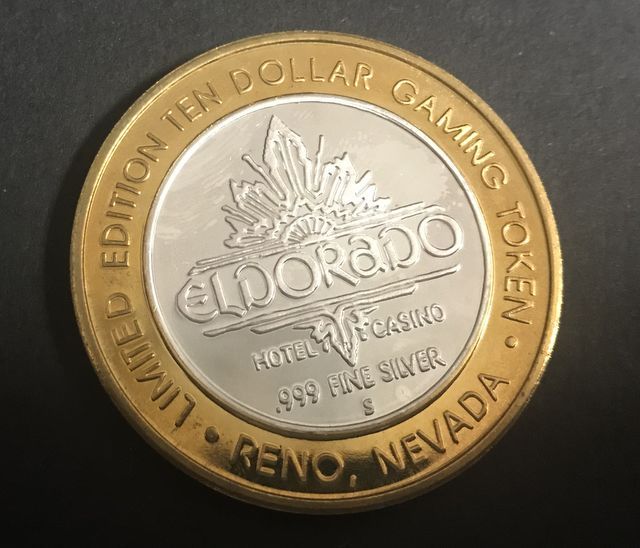 LIMITED EDITION TEN DOLLAR GAMING TOKEN •
ELDORADO
HOTEL CASINO
.999 FINE SILVER
S
• RENO, NEVADA